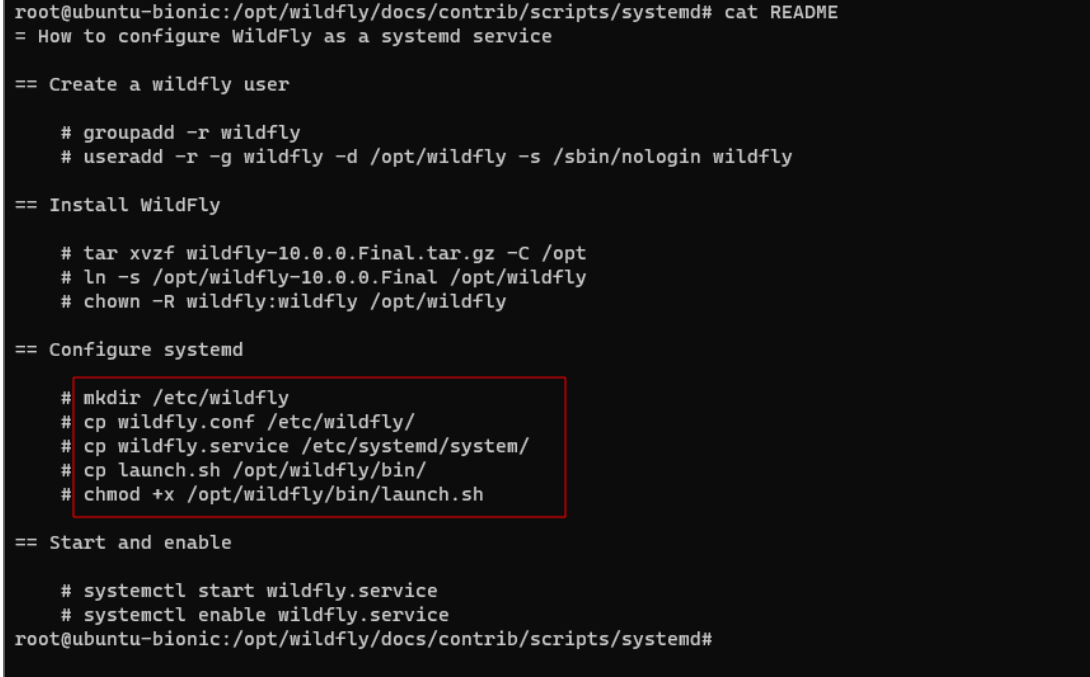 root@ubuntu-bionic:/opt/wildfly/docs/contrib/scripts/systemd# cat README
= How to configure WildFly as a systemd service
== Create a wildfly user
# groupadd -r wildfly
# useradd -r -g wildfly -d /opt/wildfly -s /sbin/nologin wildfly
== Install WildFly
# tar xvzf wildfly-10.0.0.Final.tar.gz -C /opt
# ln -s /opt/wildfly-10.0.0.Final /opt/wildfly
# chown -R wildfly:wildfly /opt/wildfly
== Configure systemd
# mkdir /etc/wildfly
# cp wildfly.conf /etc/wildfly/
# cp wildfly.service /etc/systemd/system/
# cp launch.sh /opt/wildfly/bin/
# chmod +x /opt/wildfly/bin/launch.sh
== Start and enable
# systemctl start wildfly.service
# systemctl enable wildfly.service
root@ubuntu-bionic:/opt/wildfly/docs/contrib/scripts/systemd#